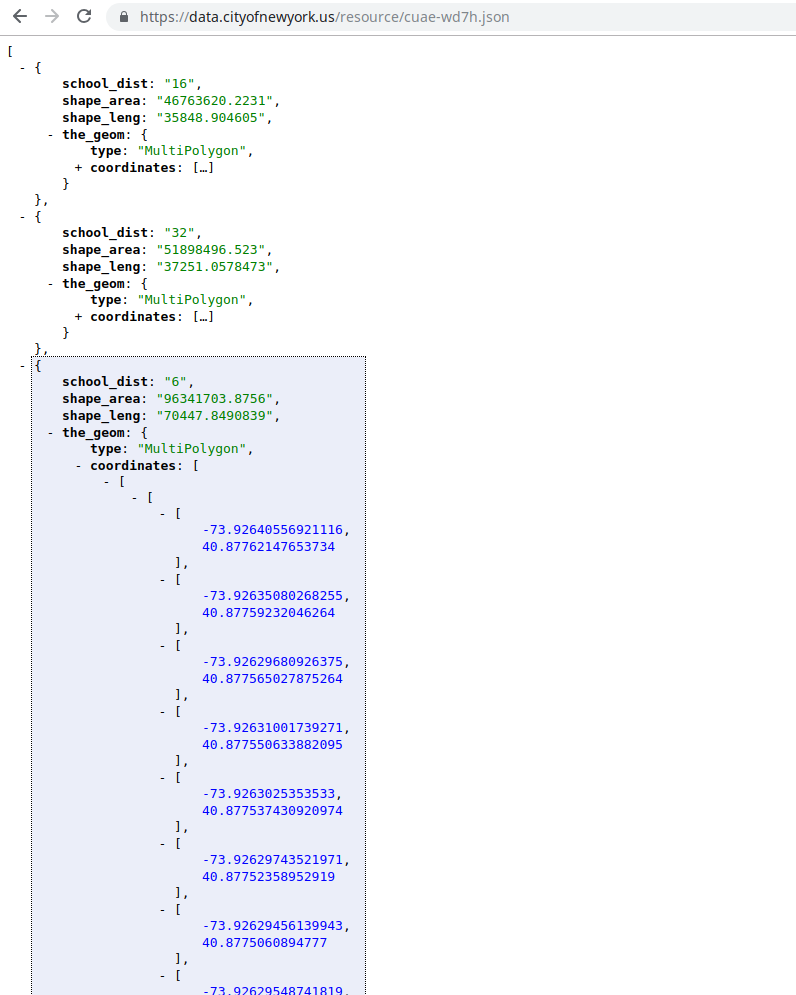 https://data.cityofnewyork.us/resource/cuae-wd7h.json
[
- {
school_dist: "16",
shape_area: "46763620.2231",
shape_leng: "35848.904605",
- the_geom: {
type: "MultiPolygon",
+ coordinates: […]
}
},
- {
school_dist: "32",
shape_area: "51898496.523",
shape_leng: "37251.0578473",
- the_geom: {
type: "MultiPolygon",
+ coordinates: […]
}
},
- {
school_dist: "6",
shape_area: "96341703.8756",
shape_leng: "70447.8490839",
- the_geom: {
type: "MultiPolygon",
- coordinates: [
- [
- [
- [
-73.92640556921116,
40.87762147653734
],
- [
-73.92635080268255,
40.87759232046264
],
- [
-73.92629680926375,
40.877565027875264
],
- [
-73.92631001739271,
40.877550633882095
],
- [
-73.9263025353533,
40.877537430920974
],
- [
-73.92629743521971,
40.87752358952919
],
- [
-73.92629456139943,
40.8775060894777
],
- [
-73.92629548741819,